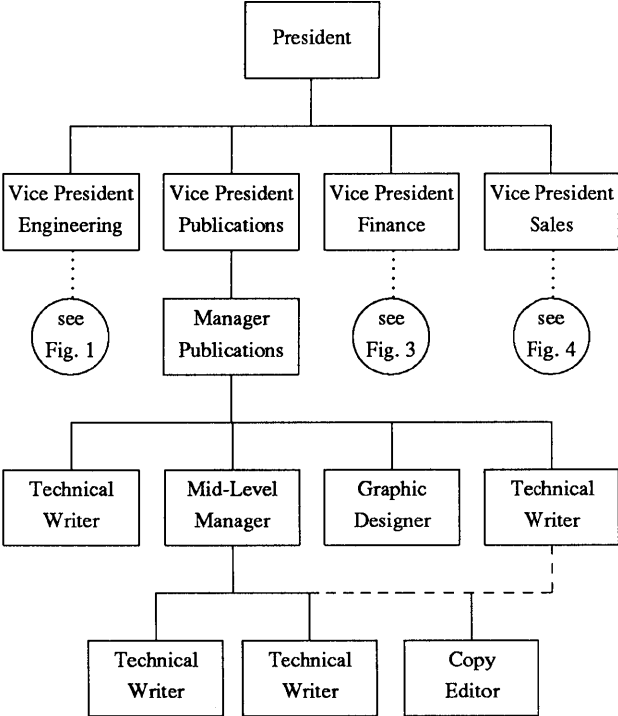 President
Vice President
Engineering
Vice President
Publications
Vice President
Finance
Vice President
Sales
see
Fig. 1
Manager
Publications
see
Fig. 3
see
Fig. 4
Technical
Writer
Mid-Level
Manager
Graphic
Designer
Technical
Writer
Technical
Writer
Technical
Writer
Copy
Editor